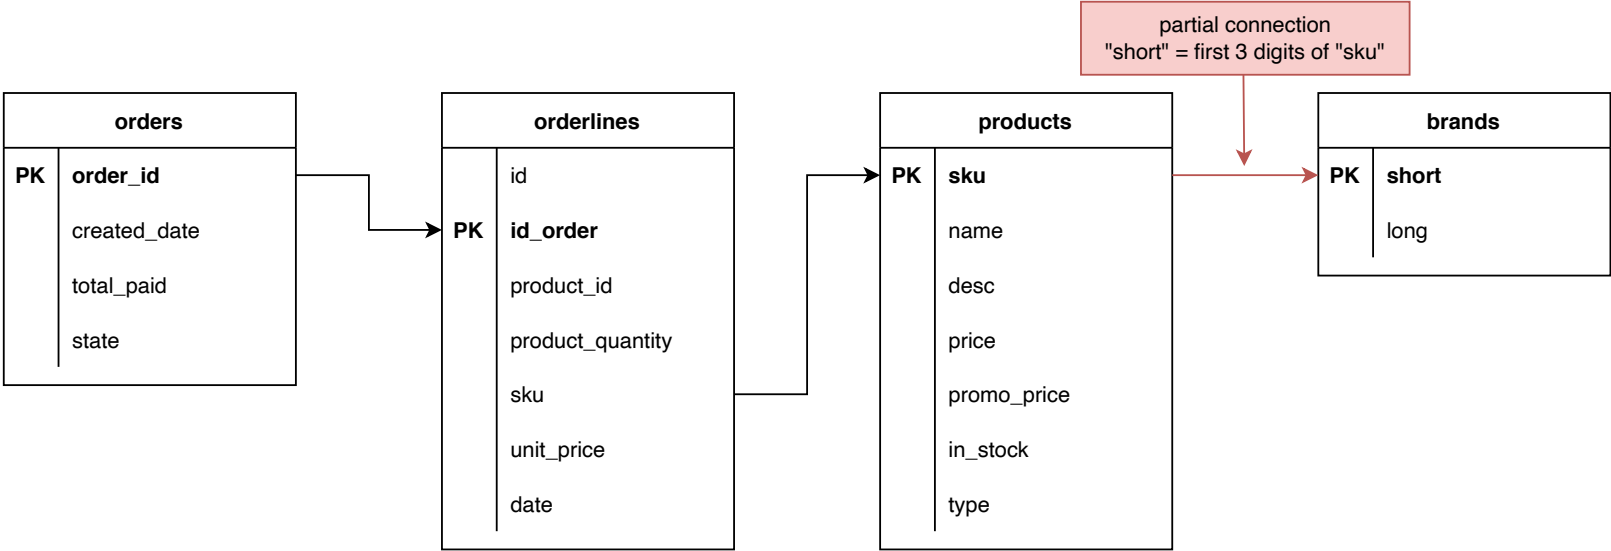 partial connection
"short" = first 3 digits of "sku"
orders
PK order_id
created_date
total_paid
state
orderlines
id
PK id_order
product_id
product_quantity
sku
unit_price
date
products
PK sku
name
desc
price
promo_price
in_stock
type
brands
PK short
long